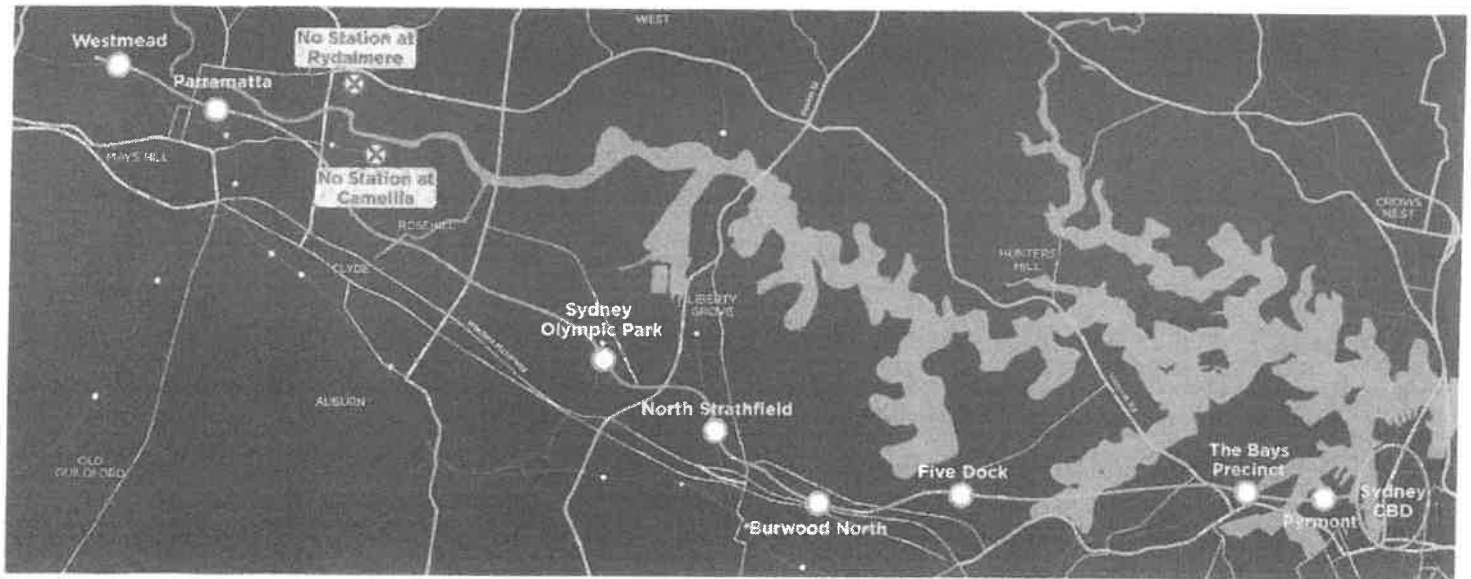 WEST
Westmead
No Station at
Rydalmere
Parramatta
MAYS HILL
No Station at
Camellia
ROSEHILL
CROWS
NEST
CLYDE
HUNTERS
HILL
LIBERTY
GROVE
Sydney
Olympic Park
AUBURN
North Strathfield
OLD
GUILDFORD
Five Dock
The Bays
Precinct
Sydney
CBD
Pyrmont
Burwood North